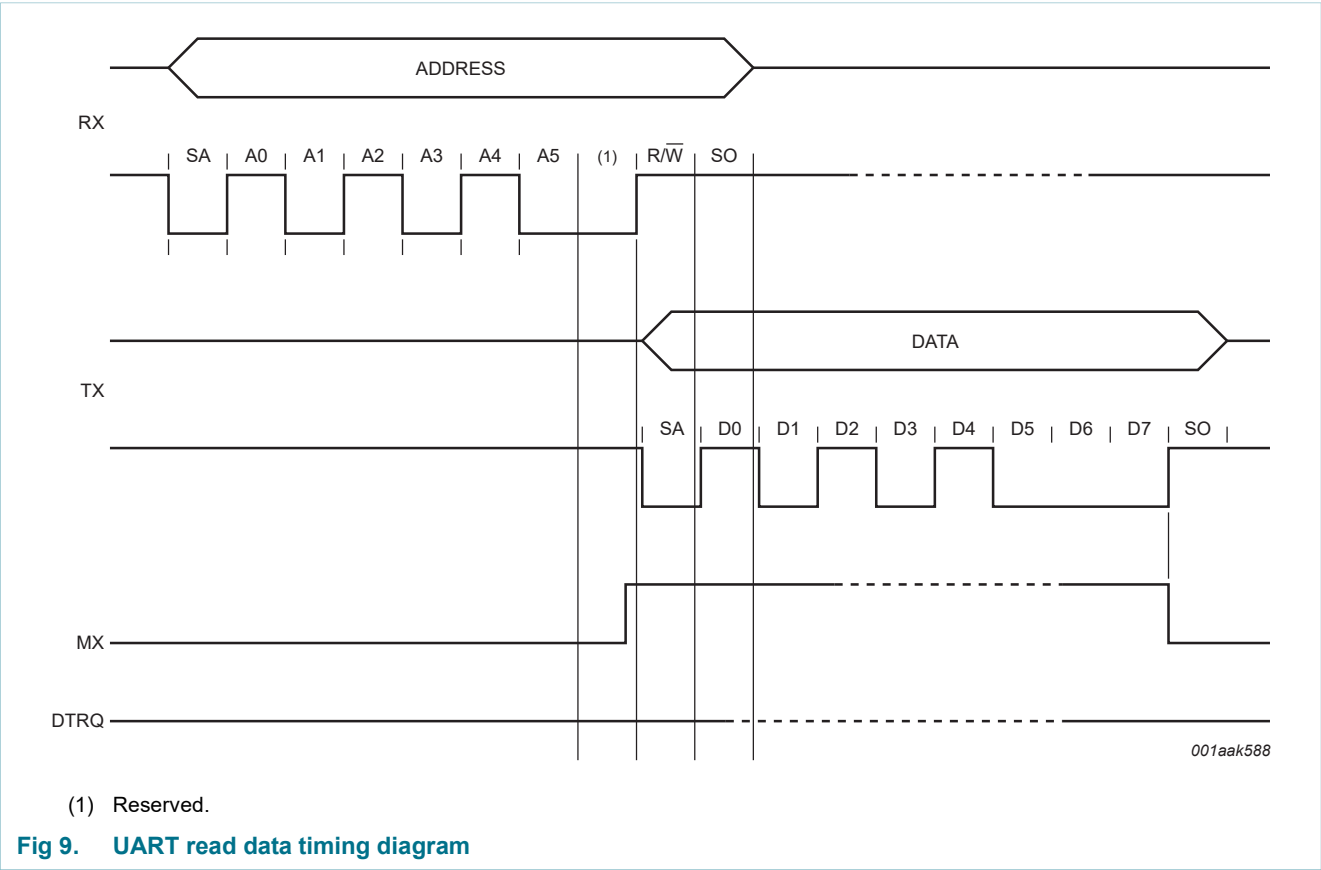 ADDRESS
RX
SA A0 A1 A2 A3 A4 A5 (1) R/W̅ SO
DATA
TX
SA D0 D1 D2 D3 D4 D5 D6 D7 SO
MX
DTRQ
001aak588
(1) Reserved.
Fig 9. UART read data timing diagram